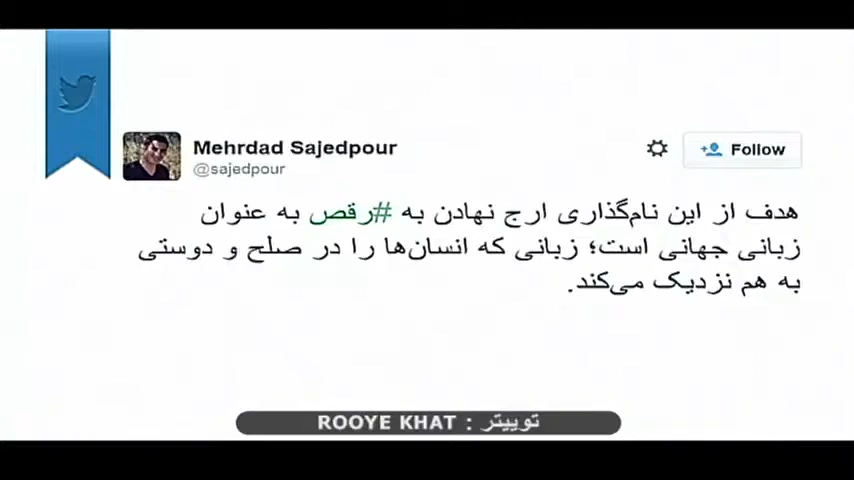 Mehrdad Sajedpour
Follow
@sajedpour
هدف از این نام‌گذاری ارج نهادن به #رقص به عنوان
زبانی جهانی است؛ زبانی که انسان‌ها را در صلح و دوستی
به هم نزدیک می‌کند.
ROOYE KHAT : توییتر